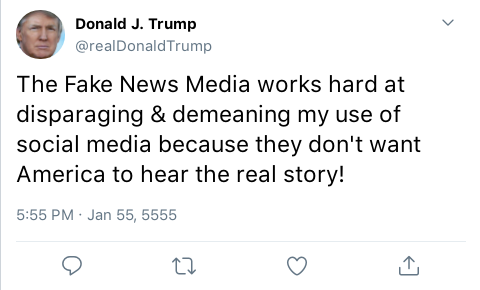 Donald J. Trump
@realDonaldTrump
The Fake News Media works hard at
disparaging & demeaning my use of
social media because they don't want
America to hear the real story!
5:55 PM · Jan 55, 5555